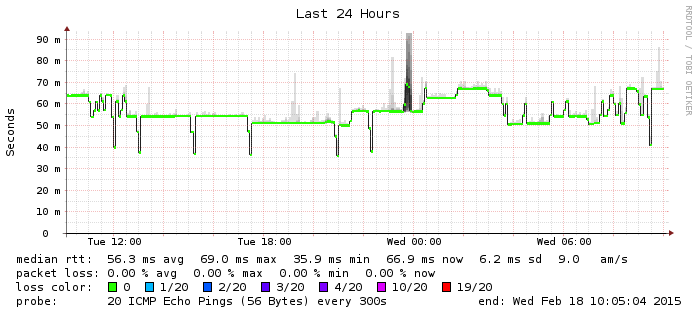 Last 24 Hours
RRDTOOL / TOBI OETIKER
Seconds
90 m
80 m
70 m
60 m
50 m
40 m
30 m
20 m
10 m
0
Tue 12:00 Tue 18:00 Wed 00:00 Wed 06:00
median rtt: 56.3 ms avg 69.0 ms max 35.9 ms min 66.9 ms now 6.2 ms sd 9.0 am/s
packet loss: 0.00 % avg 0.00 % max 0.00 % min 0.00 % now
loss color: 0 1/20 2/20 3/20 4/20 10/20 19/20
probe: 20 ICMP Echo Pings (56 Bytes) every 300s end: Wed Feb 18 10:05:04 2015